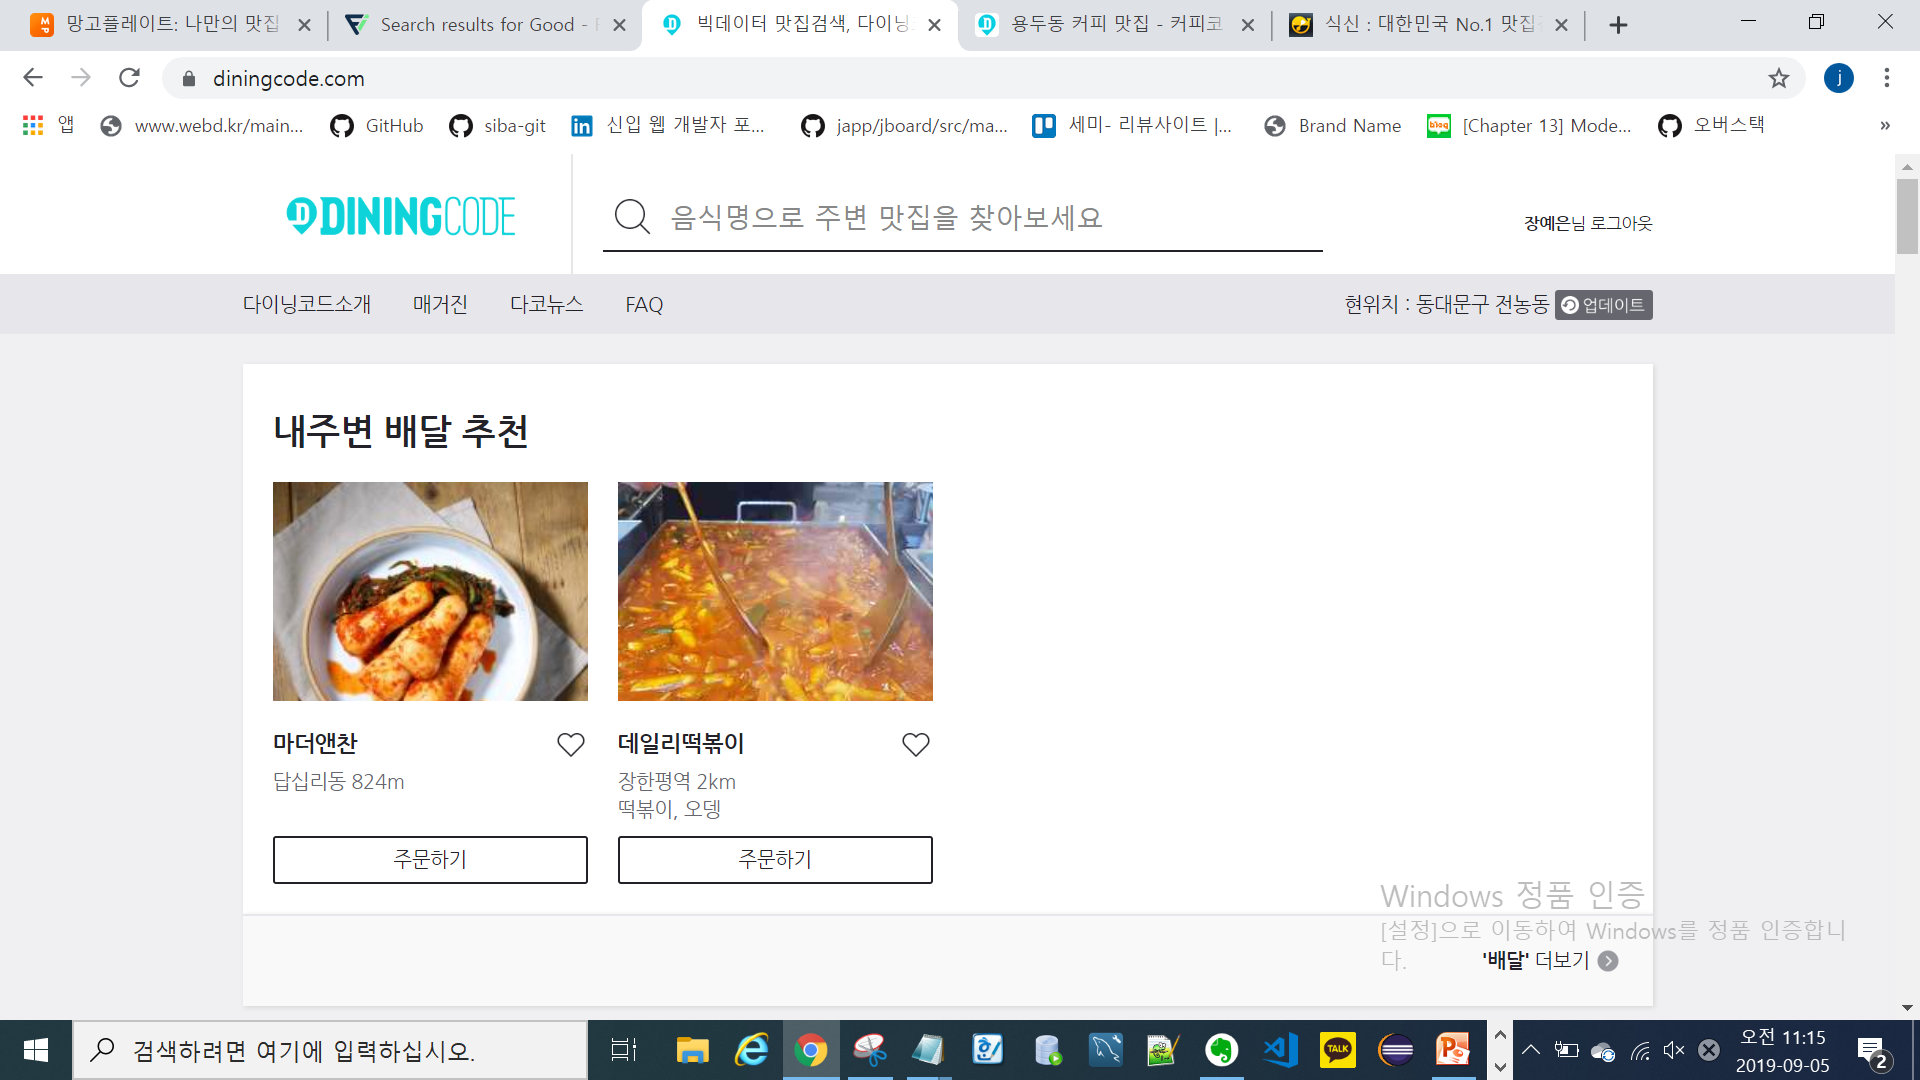 망고플레이트: 나만의 맛집
Search results for Good - F
빅데이터 맛집검색, 다이닝
용두동 커피 맛집 - 커피코
식신 : 대한민국 No.1 맛집
diningcode.com
j
앱
www.webd.kr/main...
GitHub
siba-git
신입 웹 개발자 포...
japp/jboard/src/ma...
세미- 리뷰사이트 |...
Brand Name
[Chapter 13] Mode...
오버스택
»
DININGCODE
음식명으로 주변 맛집을 찾아보세요
장예은님 로그아웃
다이닝코드소개
매거진
다코뉴스
FAQ
현위치 : 동대문구 전농동
업데이트
내주변 배달 추천
마더앤찬
답십리동 824m
주문하기
데일리떡볶이
장한평역 2km
떡볶이, 오뎅
주문하기
Windows 정품 인증
[설정]으로 이동하여 Windows를 정품 인증합니
다.
'배달' 더보기
검색하려면 여기에 입력하십시오.
TALK
오전 11:15
2019-09-05
2